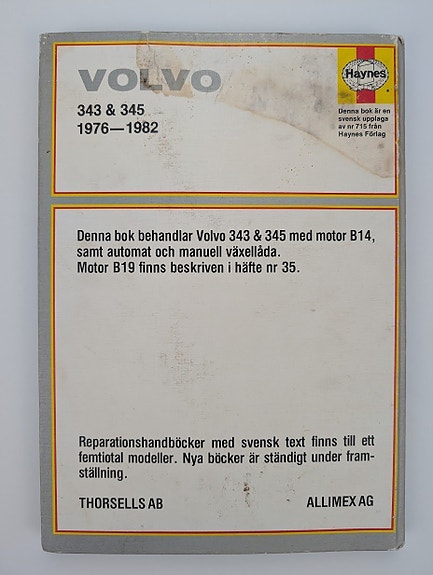 VOLVO
343 & 345
1976—1982
Haynes
Denna bok är en
svensk upplaga
av nr 715 från
Haynes Förlag
Denna bok behandlar Volvo 343 & 345 med motor B14,
samt automat och manuell växellåda.
Motor B19 finns beskriven i häfte nr 35.
Reparationshandböcker med svensk text finns till ett
femtiotal modeller. Nya böcker är ständigt under fram-
ställning.
THORSELLS AB
ALLIMEX AG